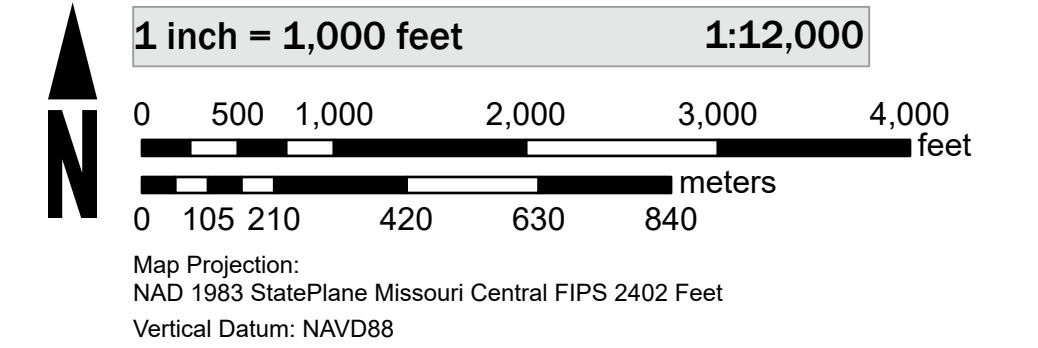 1 inch = 1,000 feet 1:12,000
0 500 1,000 2,000 3,000 4,000
feet
meters
0 105 210 420 630 840
N
Map Projection:
NAD 1983 StatePlane Missouri Central FIPS 2402 Feet
Vertical Datum: NAVD88